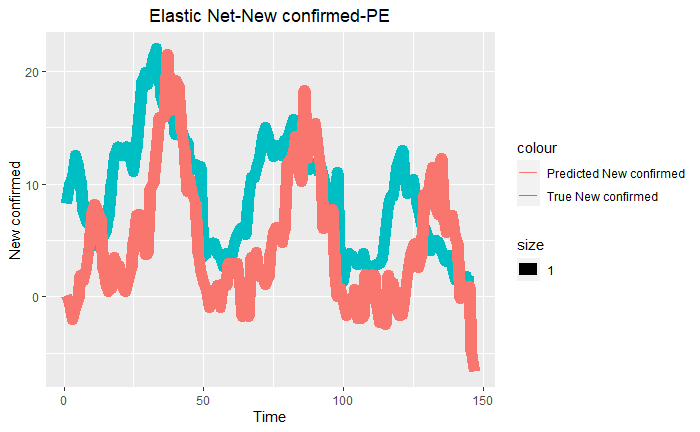 Elastic Net-New confirmed-PE
New confirmed
20
10
0
0
50
100
150
Time
colour
Predicted New confirmed
True New confirmed
size
1